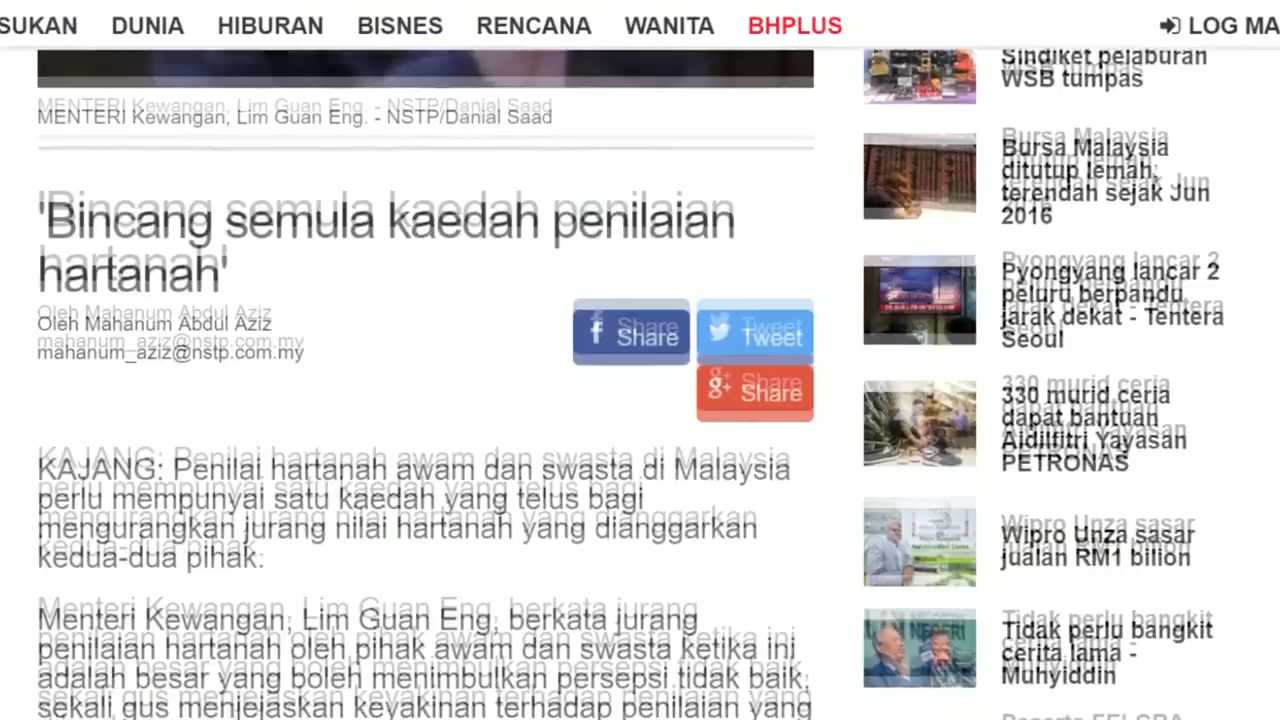 SUKAN DUNIA HIBURAN BISNES RENCANA WANITA BHPLUS LOG MA
MENTERI Kewangan, Lim Guan Eng. - NSTP/Danial Saad
'Bincang semula kaedah penilaian
hartanah'
Oleh Mahanum Abdul Aziz
mahanum_aziz@nstp.com.my
Share
Tweet
Share
KAJANG: Penilai hartanah awam dan swasta di Malaysia
perlu mempunyai satu kaedah yang telus bagi
mengurangkan jurang nilai hartanah yang dianggarkan
kedua-dua pihak.
Menteri Kewangan, Lim Guan Eng, berkata jurang
penilaian hartanah oleh pihak awam dan swasta ketika ini
adalah besar yang boleh menimbulkan persepsi tidak baik,
sekali gus menjejaskan keyakinan terhadap penilaian yang
Sindiket pelaburan
WSB tumpas
Bursa Malaysia
ditutup lemah,
terendah sejak Jun
2016
Pyongyang lancar 2
peluru berpandu
jarak dekat - Tentera
Seoul
330 murid ceria
dapat bantuan
Aidilfitri Yayasan
PETRONAS
Wipro Unza sasar
jualan RM1 bilion
Tidak perlu bangkit
cerita lama -
Muhyiddin